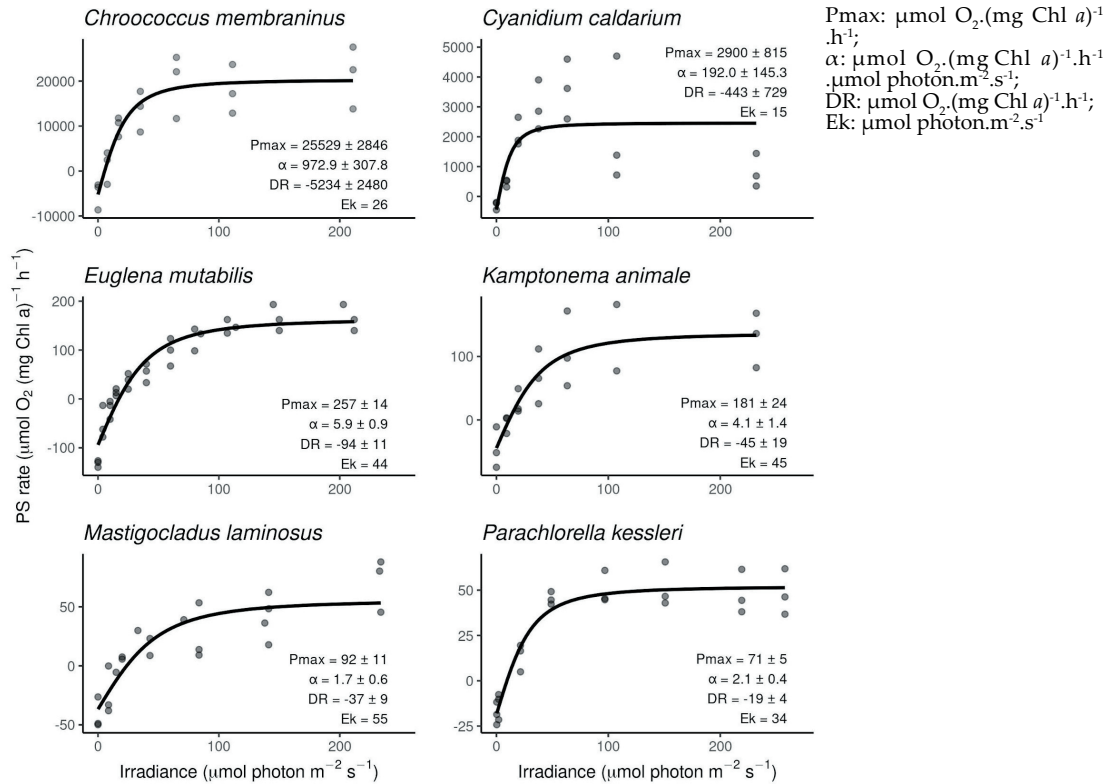 Chroococcus membraninus
20000
10000
0
-10000
0
100
200
Pmax = 25529 ± 2846
α = 972.9 ± 307.8
DR = -5234 ± 2480
Ek = 26
Cyanidium caldarium
5000
4000
3000
2000
1000
0
0
100
200
Pmax = 2900 ± 815
α = 192.0 ± 145.3
DR = -443 ± 729
Ek = 15
Pmax: µmol O₂.(mg Chl a)⁻¹
.h⁻¹;
α: µmol O₂.(mg Chl a)⁻¹.h⁻¹
.µmol photon.m⁻².s⁻¹;
DR: µmol O₂.(mg Chl a)⁻¹.h⁻¹;
Ek: µmol photon.m⁻².s⁻¹
PS rate (µmol O₂ (mg Chl a)⁻¹ h⁻¹)
Euglena mutabilis
200
100
0
-100
0
100
200
Pmax = 257 ± 14
α = 5.9 ± 0.9
DR = -94 ± 11
Ek = 44
Kamptonema animale
100
0
0
100
200
Pmax = 181 ± 24
α = 4.1 ± 1.4
DR = -45 ± 19
Ek = 45
Mastigocladus laminosus
50
0
-50
0
100
200
Pmax = 92 ± 11
α = 1.7 ± 0.6
DR = -37 ± 9
Ek = 55
Irradiance (µmol photon m⁻² s⁻¹)
Parachlorella kessleri
50
25
0
-25
0
100
200
Pmax = 71 ± 5
α = 2.1 ± 0.4
DR = -19 ± 4
Ek = 34
Irradiance (µmol photon m⁻² s⁻¹)